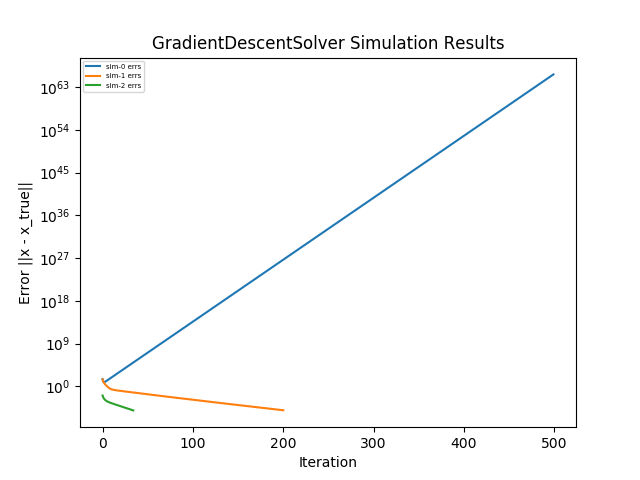 GradientDescentSolver Simulation Results
sim-0 errs
sim-1 errs
sim-2 errs
Error ||x - x_true||
10^63
10^54
10^45
10^36
10^27
10^18
10^9
10^0
0 100 200 300 400 500
Iteration